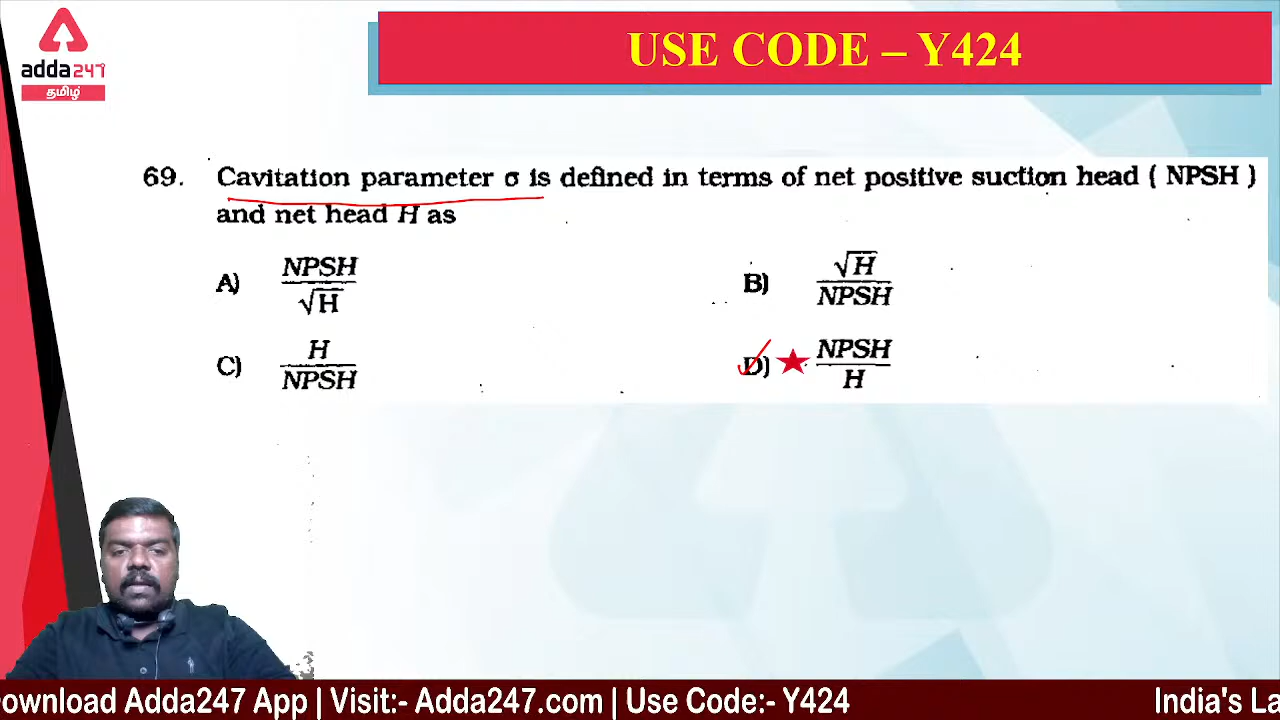 adda247
தமிழ்
USE CODE – Y424
69. Cavitation parameter σ is defined in terms of net positive suction head ( NPSH )
and net head H as
A) NPSH / √H
B) √H / NPSH
C) H / NPSH
D) ★ NPSH / H
ownload Adda247 App | Visit:- Adda247.com | Use Code:- Y424
India's La